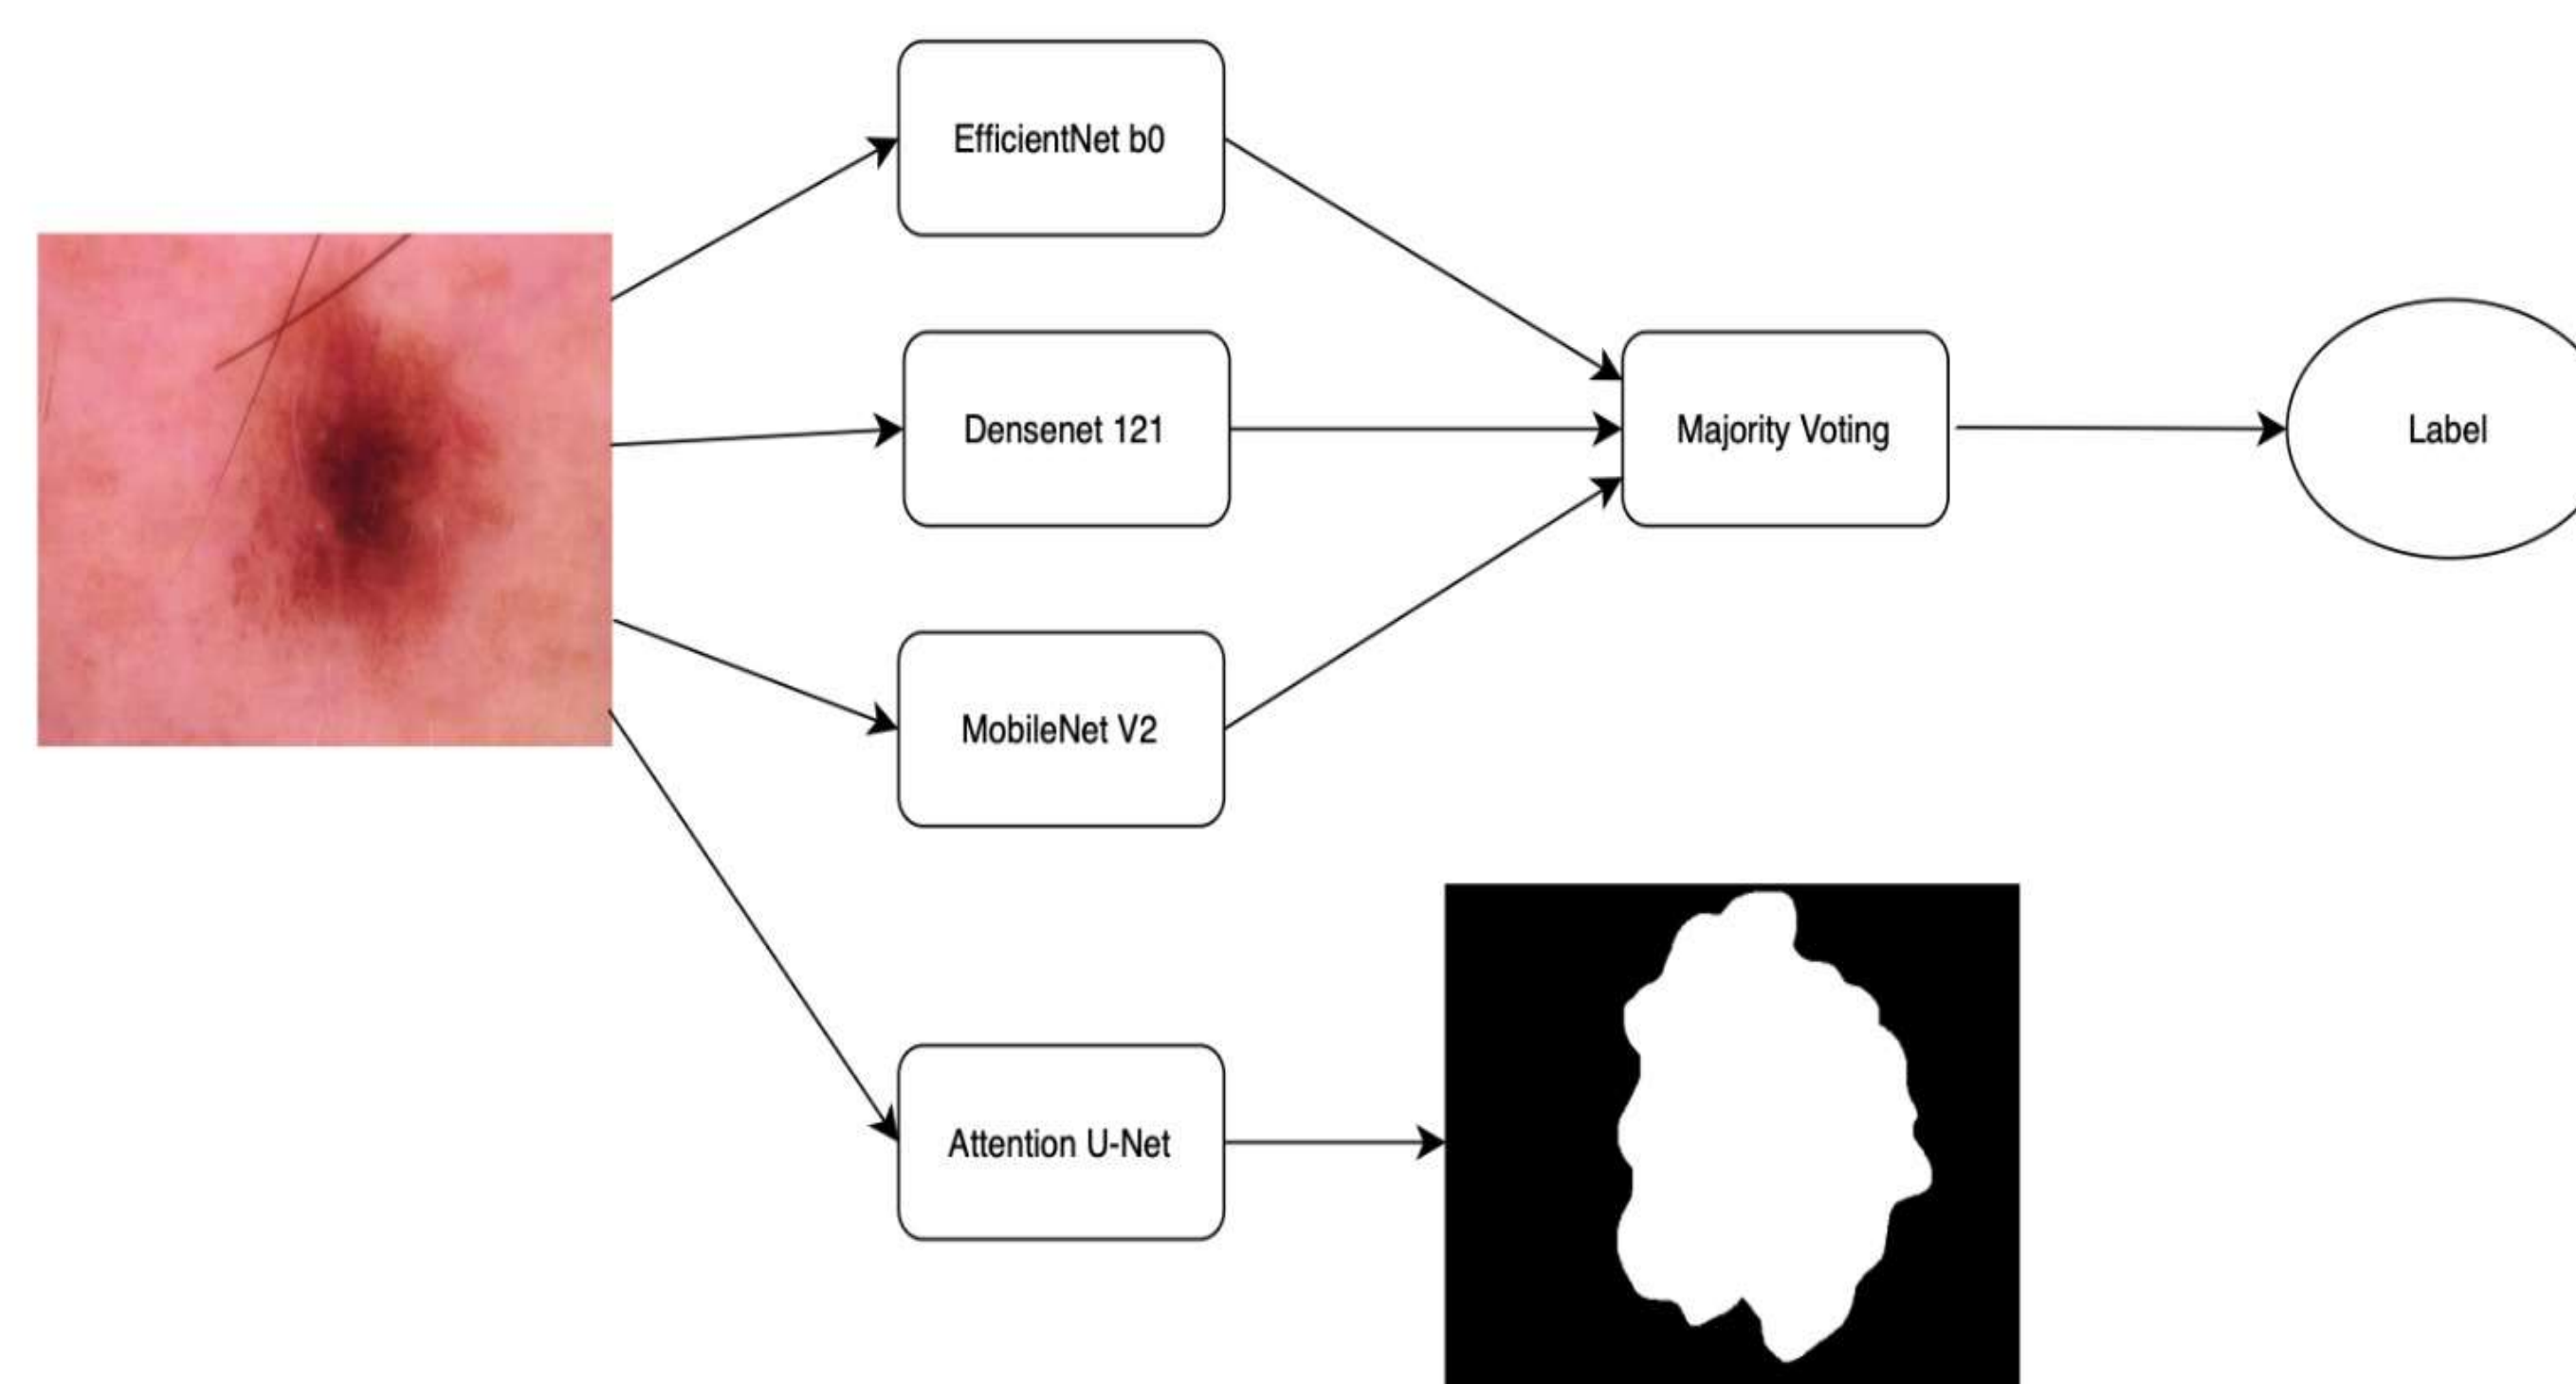 EfficientNet b0
Densenet 121
Majority Voting
Label
MobileNet V2
Attention U-Net